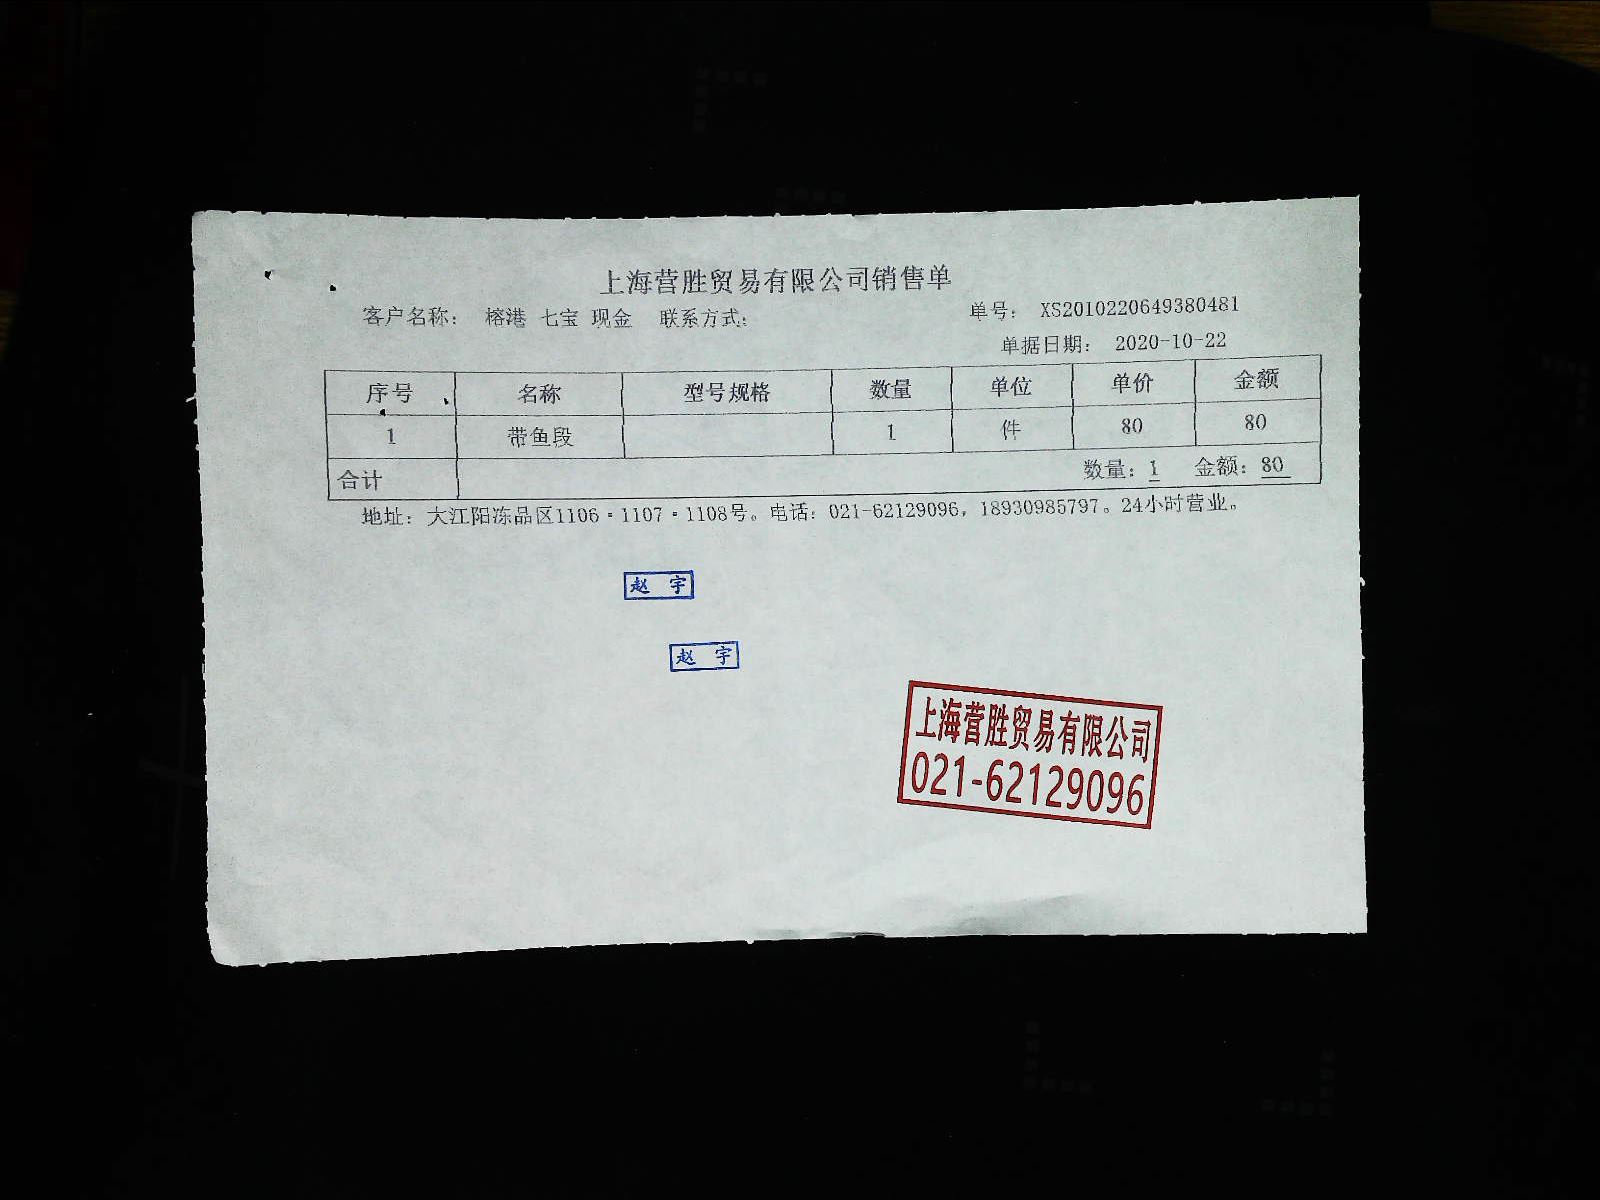 上海营胜贸易有限公司销售单
客户名称： 榕港 七宝 现金 联系方式： 单号： XS2010220649380481
单据日期： 2020-10-22
序号 名称 型号规格 数量 单位 单价 金额
1 带鱼段 1 件 80 80
合计 数量：1 金额：80
地址：大江阳冻品区1106·1107·1108号。电话：021-62129096，18930985797。24小时营业。
赵 宇
赵 宇
上海营胜贸易有限公司
021-62129096